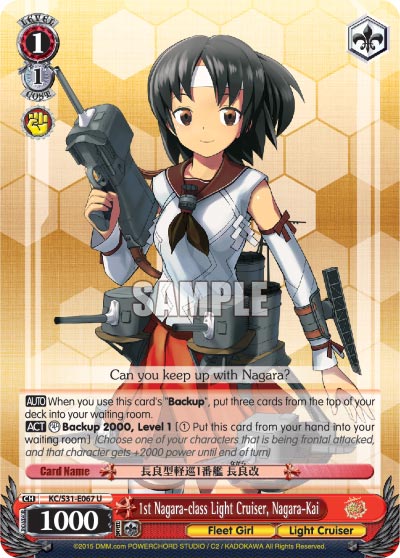 LEVEL
1
1
COST
SAMPLE
Can you keep up with Nagara?
AUTO When you use this card's "Backup", put three cards from the top of your
deck into your waiting room.
ACT Backup 2000, Level 1 [① Put this card from your hand into your
waiting room] (Choose one of your characters that is being frontal attacked,
and that character gets +2000 power until end of turn)
Card Name
ながら
長良型軽巡1番艦 長良改
CH KC/S31-E067 U
1st Nagara-class Light Cruiser, Nagara-Kai
POWER 1000
Fleet Girl Light Cruiser
©2015 DMM.com POWERCHORD STUDIO / C2 / KADOKAWA All Rights Reserved.